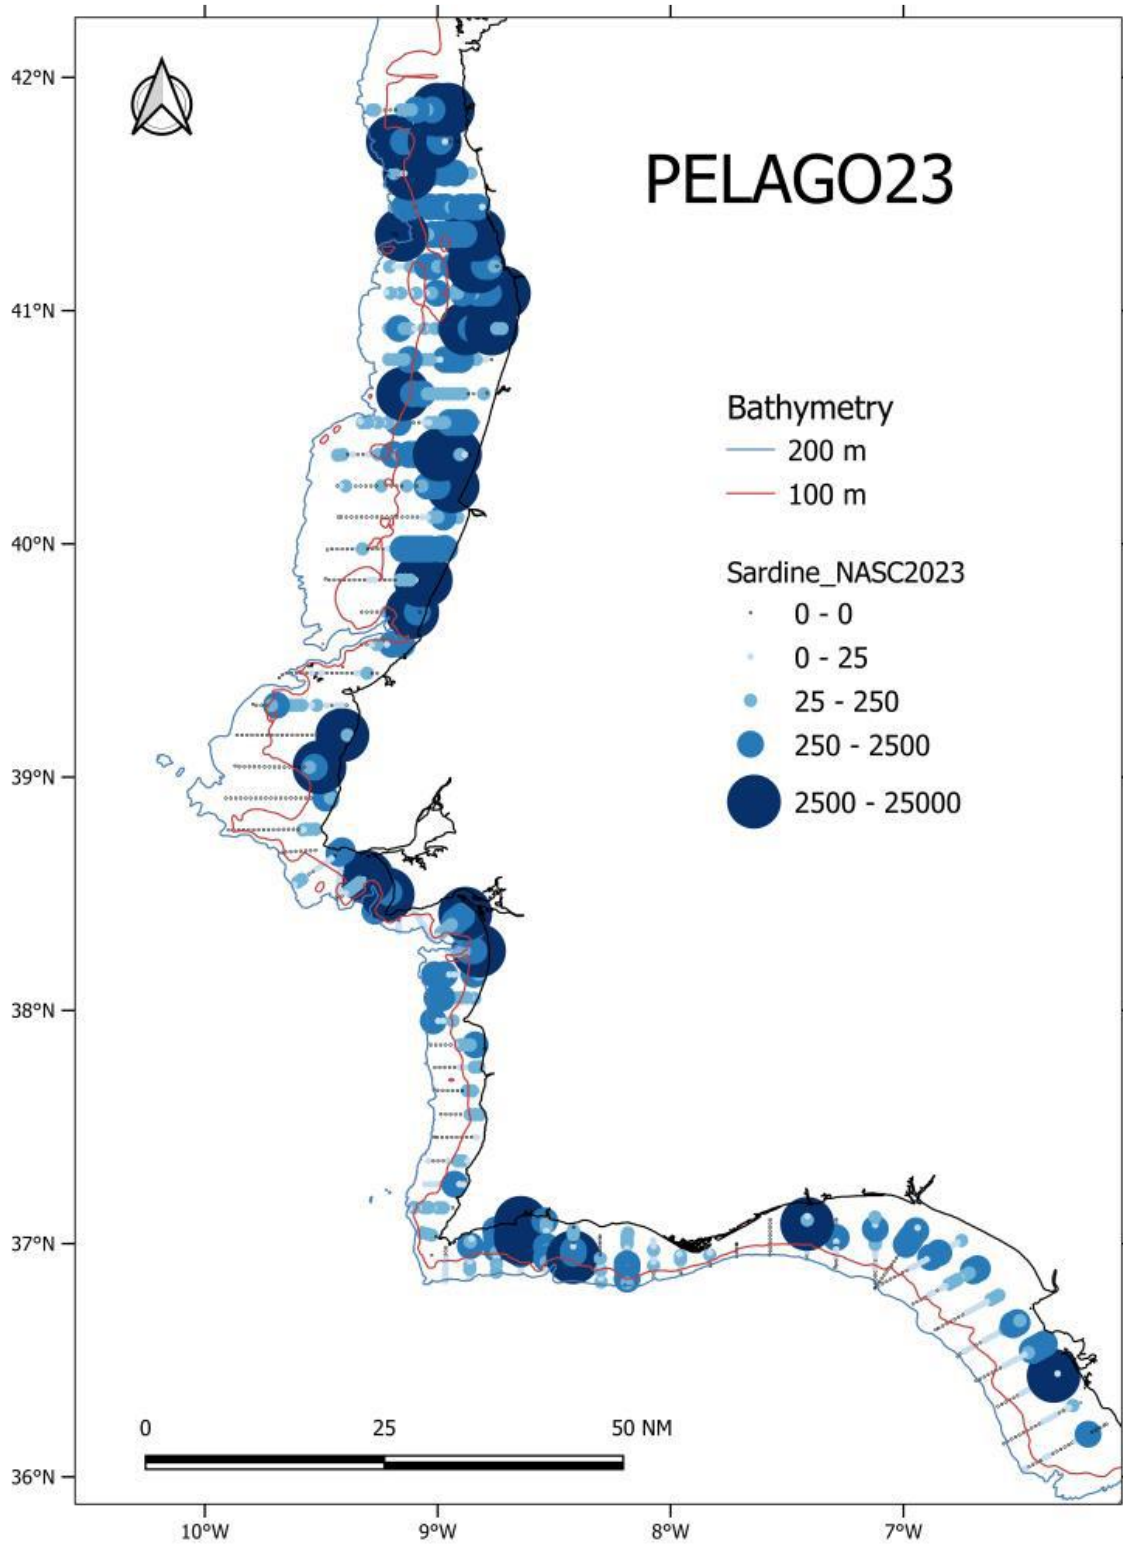 PELAGO23
42°N
41°N
40°N
39°N
38°N
37°N
36°N
Bathymetry
200 m
100 m
Sardine_NASC2023
0 - 0
0 - 25
25 - 250
250 - 2500
2500 - 25000
0 25 50 NM
10°W 9°W 8°W 7°W